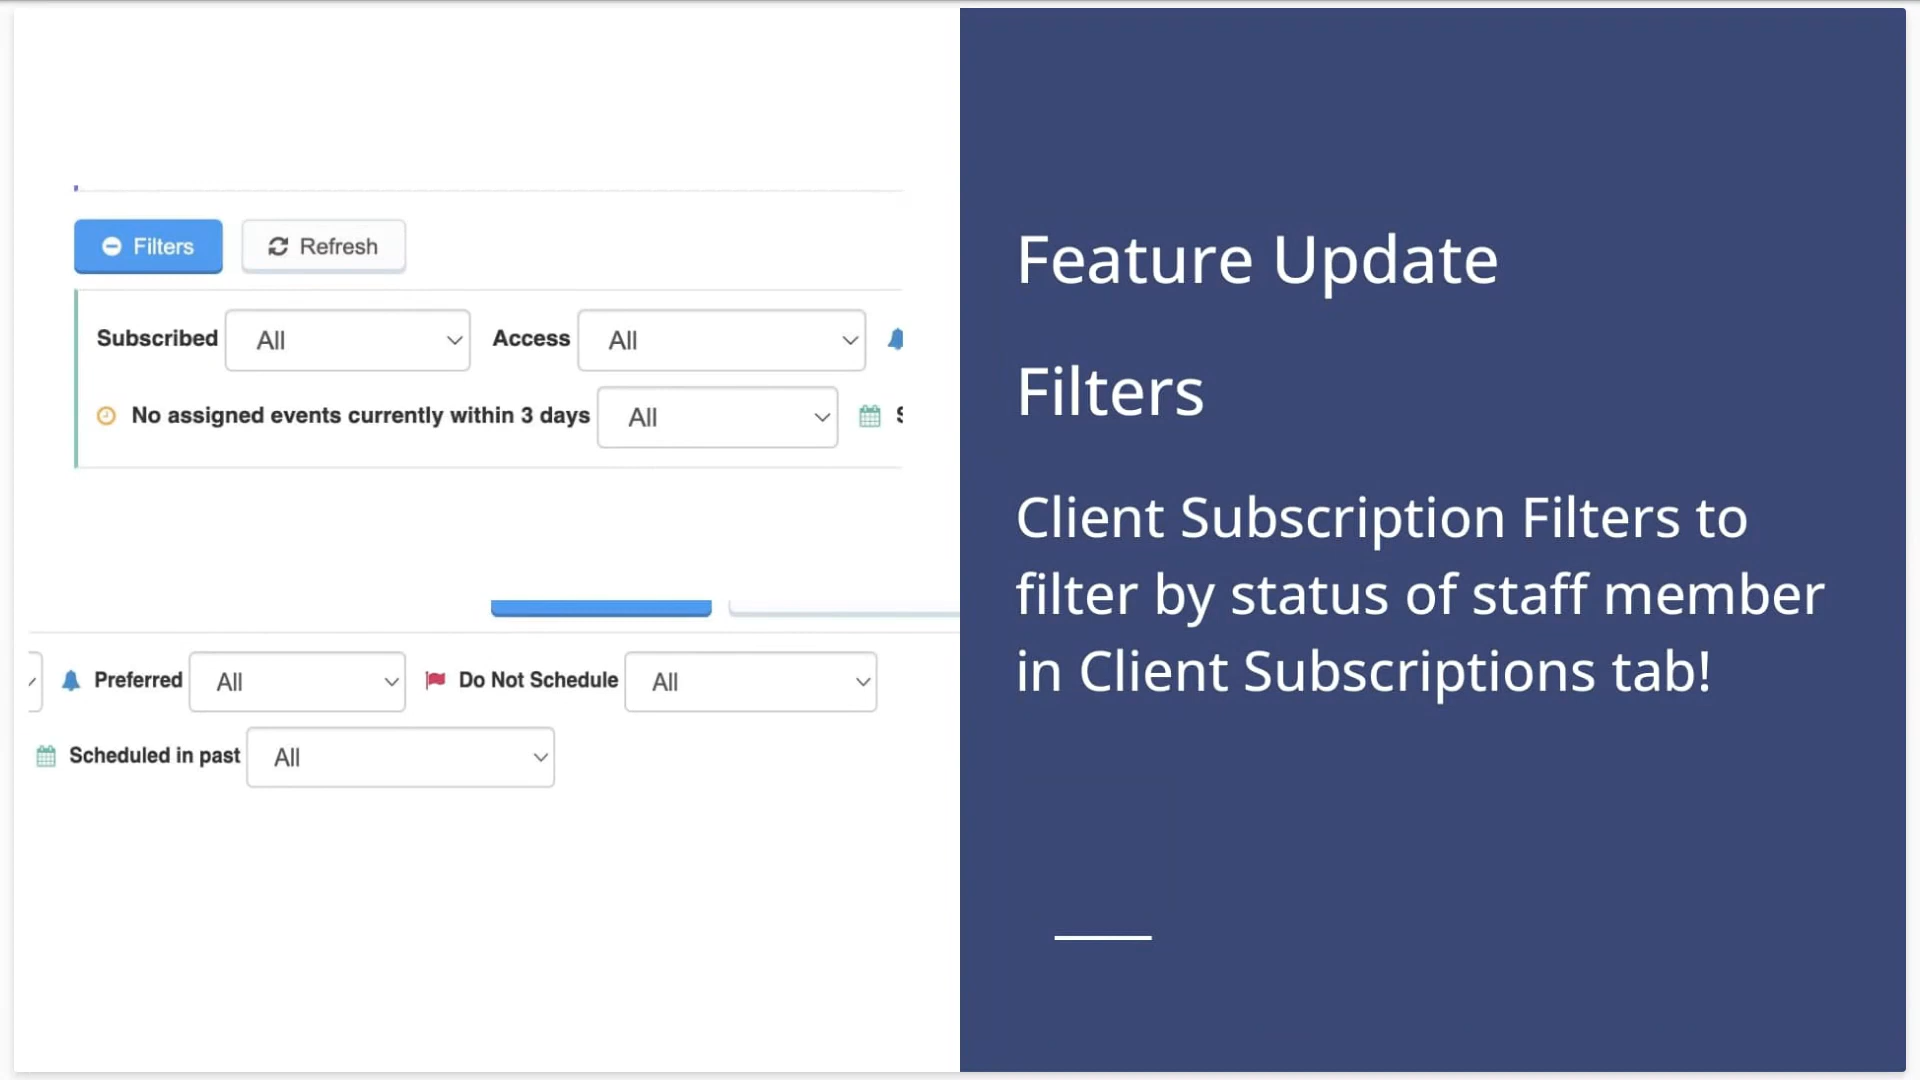 Filters Refresh
Subscribed All Access All
No assigned events currently within 3 days All
Preferred All Do Not Schedule All
Scheduled in past All
Feature Update
Filters
Client Subscription Filters to
filter by status of staff member
in Client Subscriptions tab!